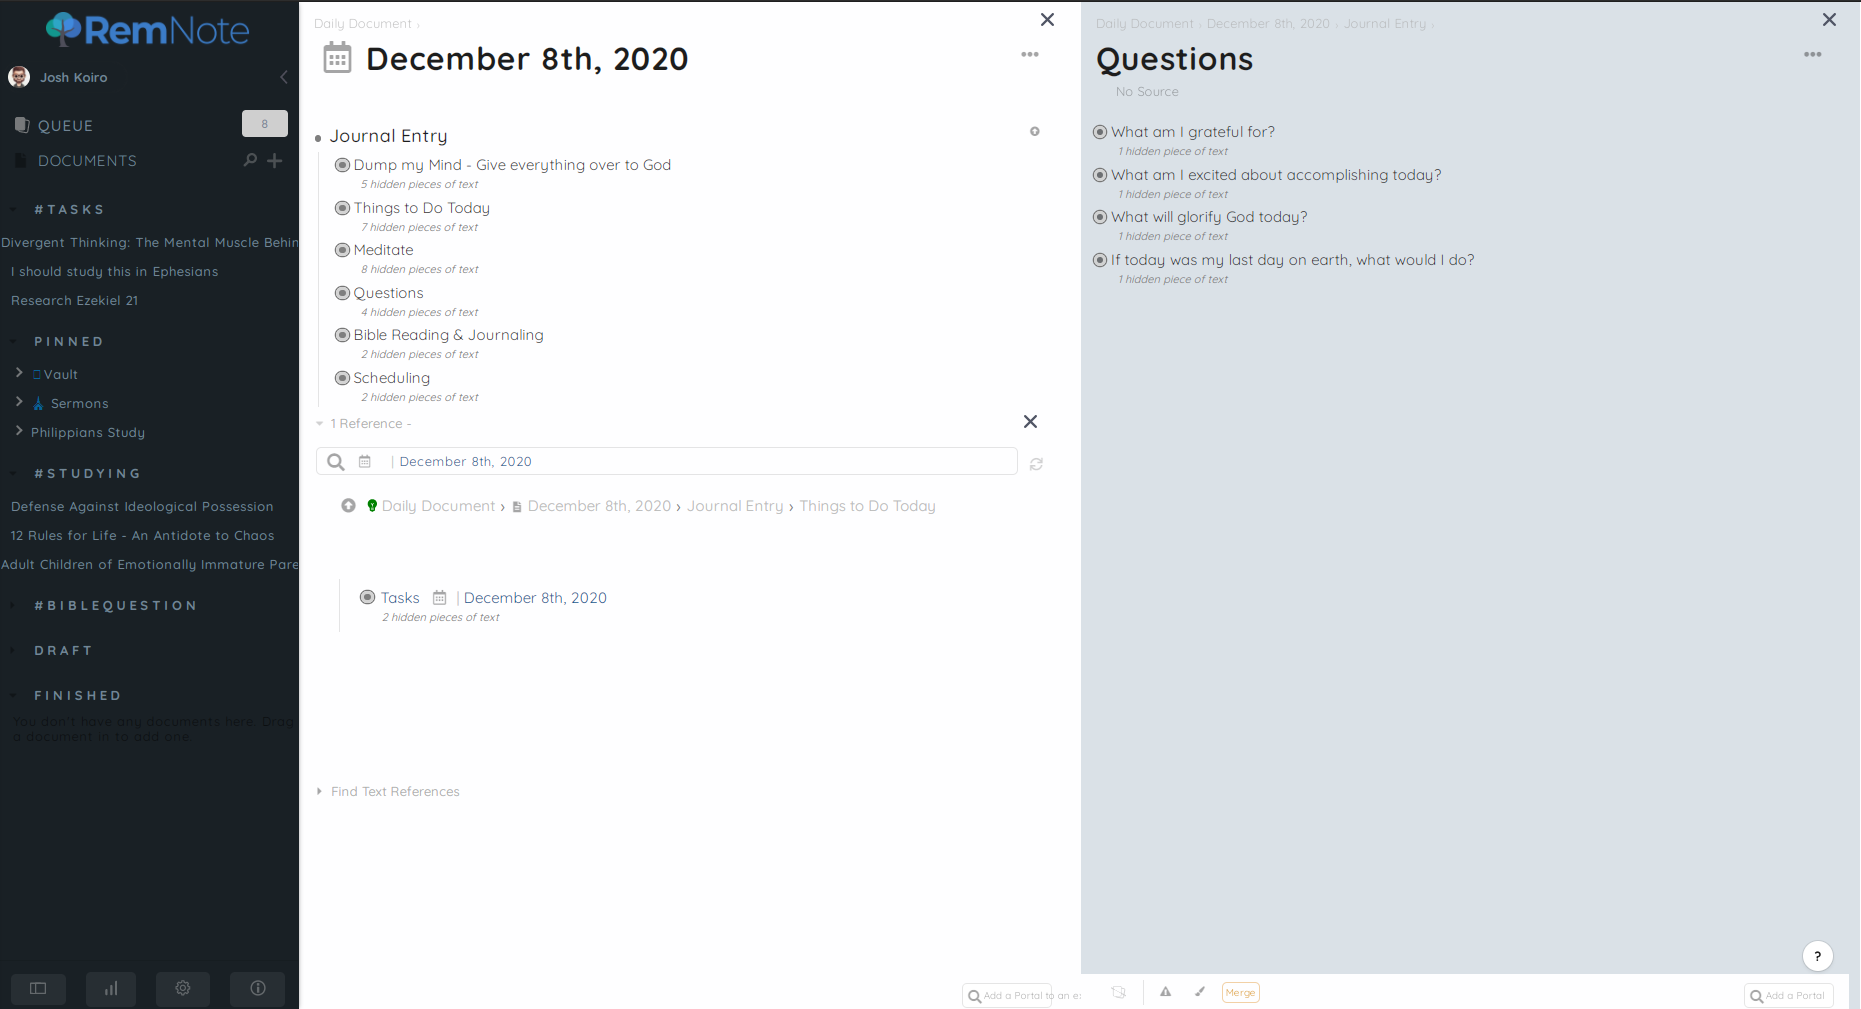 RemNote
Josh Koiro
QUEUE
8
DOCUMENTS
#TASKS
Divergent Thinking: The Mental Muscle Behin
I should study this in Ephesians
Research Ezekiel 21
PINNED
Vault
Sermons
Philippians Study
#STUDYING
Defense Against Ideological Possession
12 Rules for Life - An Antidote to Chaos
Adult Children of Emotionally Immature Pare
#BIBLEQUESTION
DRAFT
FINISHED
You don't have any documents here. Drag
a document in to add one.
Daily Document ›
December 8th, 2020
Journal Entry
Dump my Mind - Give everything over to God
5 hidden pieces of text
Things to Do Today
7 hidden pieces of text
Meditate
8 hidden pieces of text
Questions
4 hidden pieces of text
Bible Reading & Journaling
2 hidden pieces of text
Scheduling
2 hidden pieces of text
1 Reference -
| December 8th, 2020
Daily Document › December 8th, 2020 › Journal Entry › Things to Do Today
Tasks | December 8th, 2020
2 hidden pieces of text
Find Text References
Add a Portal to an e
Daily Document › December 8th, 2020 › Journal Entry ›
Questions
No Source
What am I grateful for?
1 hidden piece of text
What am I excited about accomplishing today?
1 hidden piece of text
What will glorify God today?
1 hidden piece of text
If today was my last day on earth, what would I do?
1 hidden piece of text
?
Merge
Add a Portal